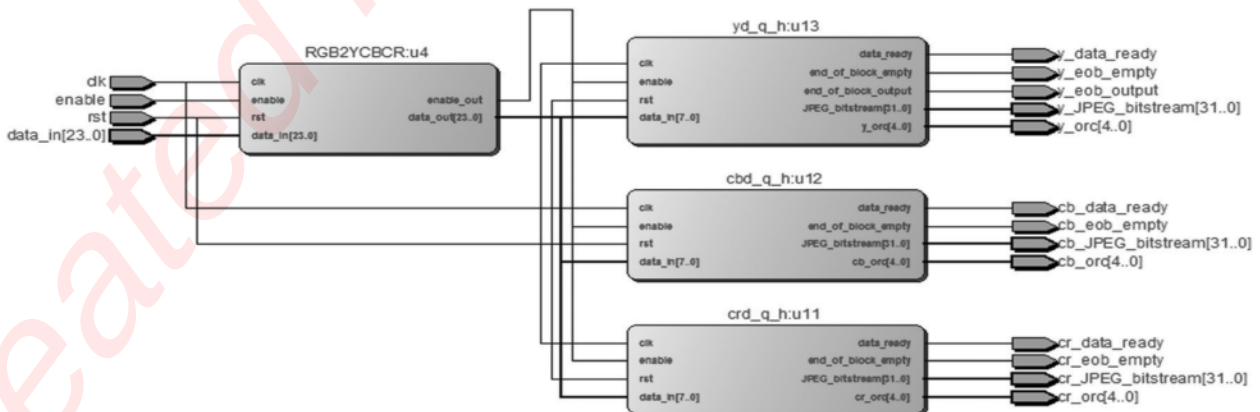 eated
RGB2YCBCR:u4
clk
enable
rst
data_in[23..0]
clk
enable
rst
data_in[23..0]
enable_out
data_out[23..0]
yd_q_h:u13
clk
enable
rst
data_in[7..0]
data_ready
end_of_block_empty
end_of_block_output
JPEG_bitstream[31..0]
y_orc[4..0]
y_data_ready
y_eob_empty
y_eob_output
y_JPEG_bitstream[31..0]
y_orc[4..0]
cbd_q_h:u12
clk
enable
rst
data_in[7..0]
data_ready
end_of_block_empty
JPEG_bitstream[31..0]
cb_orc[4..0]
cb_data_ready
cb_eob_empty
cb_JPEG_bitstream[31..0]
cb_orc[4..0]
crd_q_h:u11
clk
enable
rst
data_in[7..0]
data_ready
end_of_block_empty
JPEG_bitstream[31..0]
cr_orc[4..0]
cr_data_ready
cr_eob_empty
cr_JPEG_bitstream[31..0]
cr_orc[4..0]